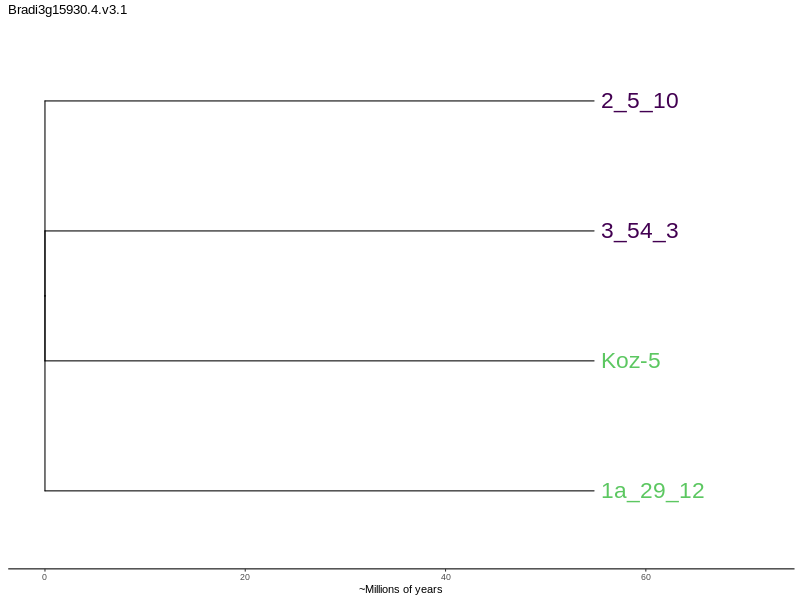 Bradi3g15930.4.v3.1
2_5_10
3_54_3
Koz-5
1a_29_12
0 20 40 60
~Millions of years